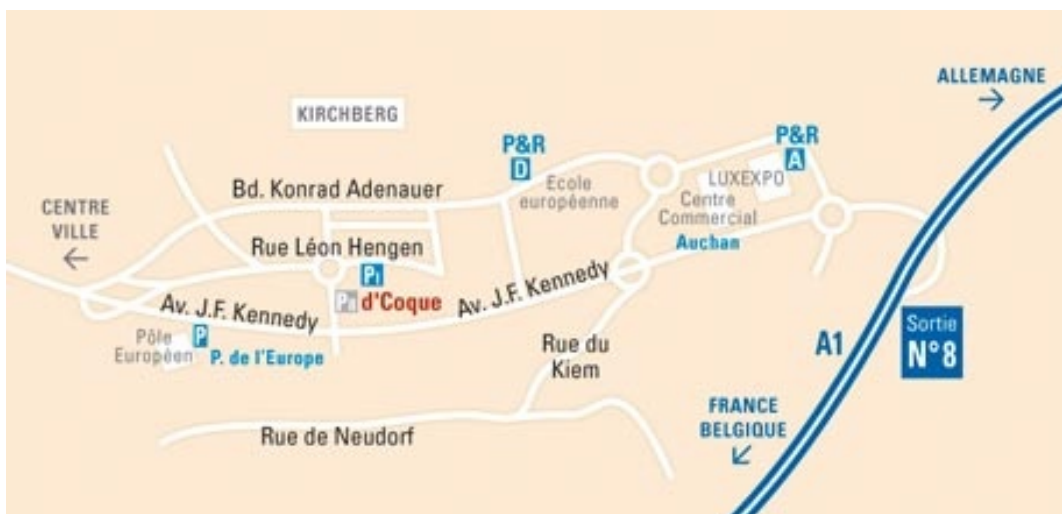 ALLEMAGNE
KIRCHBERG
P&R
D
P&R
A
Bd. Konrad Adenauer
Ecole
européenne
LUXEXPO
Centre
Commercial
Auchan
CENTRE
VILLE
Rue Léon Hengen
P1
d'Coque
Av. J.F. Kennedy
Av. J.F. Kennedy
Pôle
Européen
P
P. de l'Europe
Rue du
Kiem
A1
Sortie
N°8
FRANCE
BELGIQUE
Rue de Neudorf